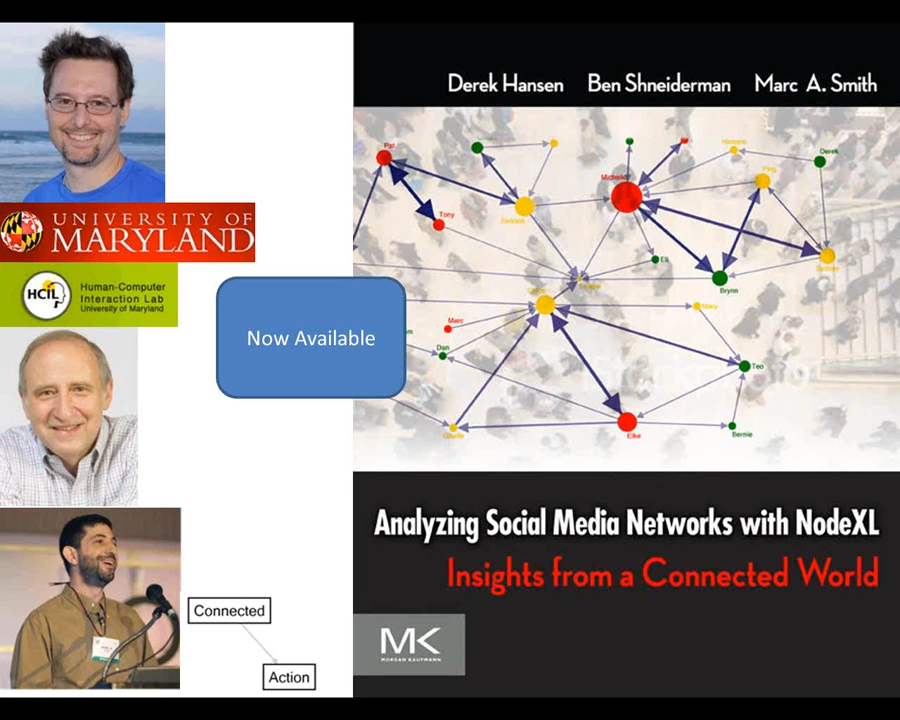 UNIVERSITY OF
MARYLAND
HCIL
Human-Computer
Interaction Lab
University of Maryland
Now Available
Connected
Action
Derek Hansen Ben Shneiderman Marc A. Smith
Pat
Derek
Michelle
Tony
Eli
Brynn
Marc
Dan
Teo
Elke
Bernie
Analyzing Social Media Networks with NodeXL
Insights from a Connected World
MK
MORGAN KAUFMANN